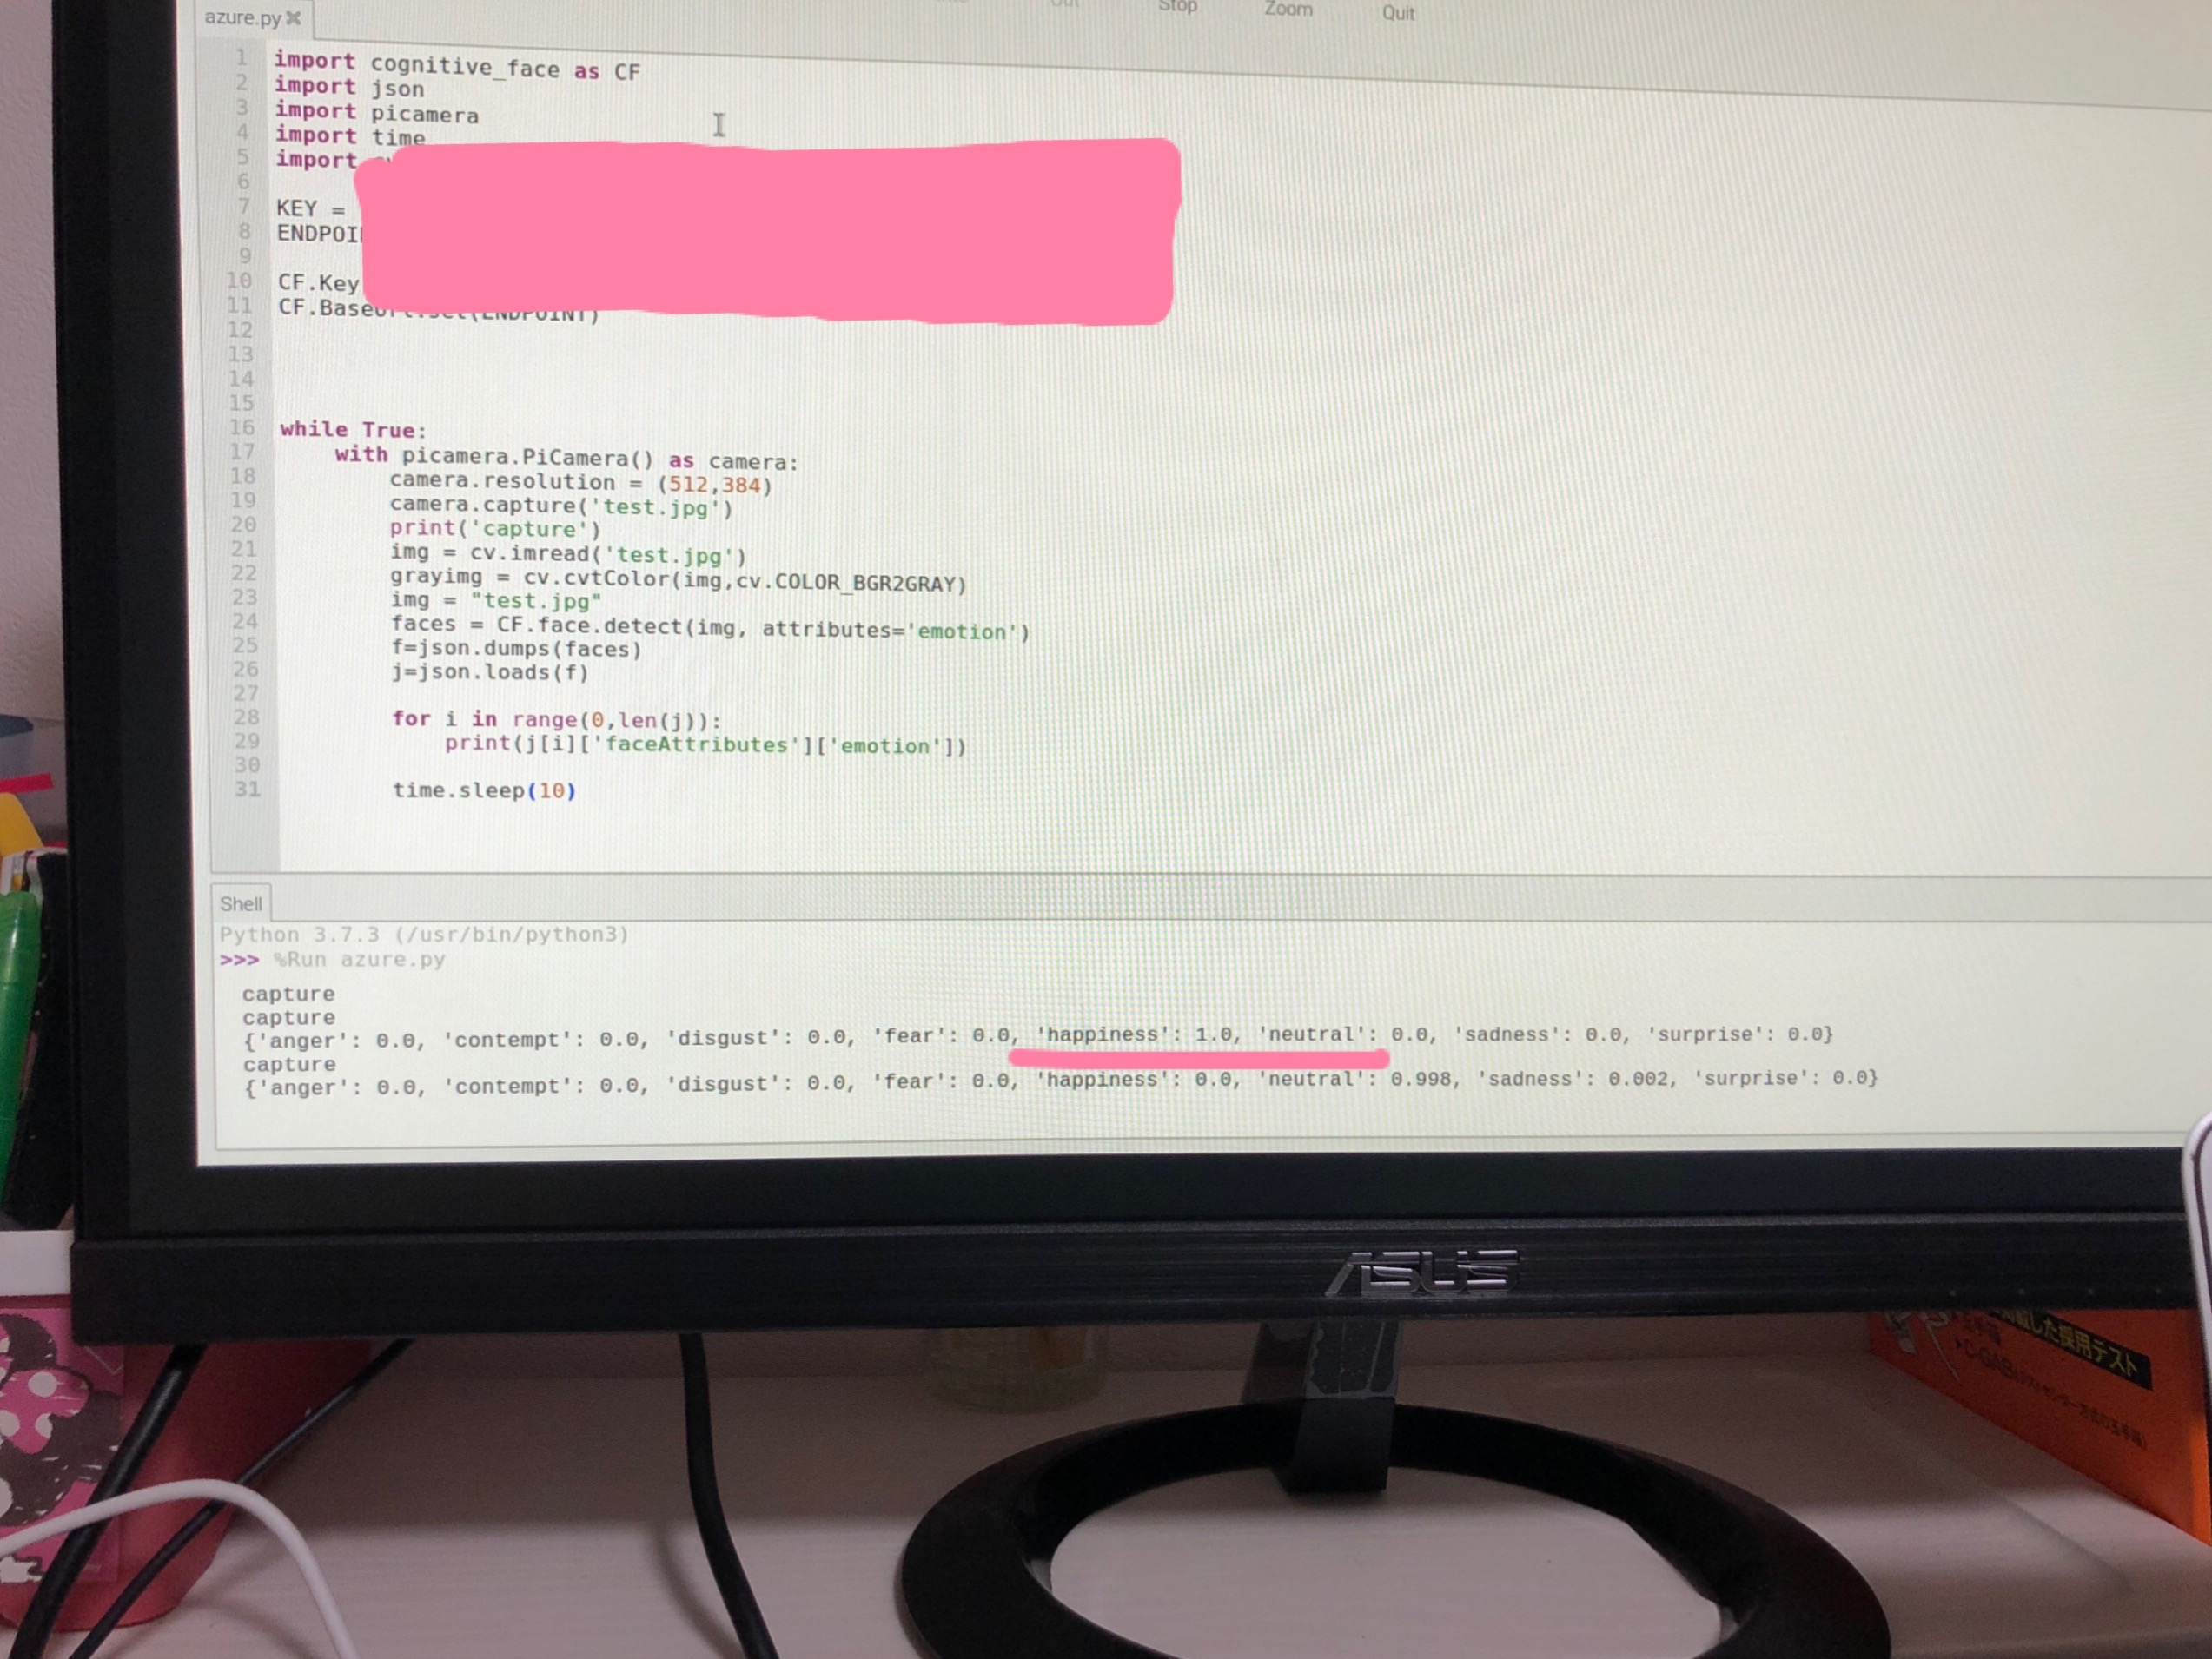 azure.py
Stop Zoom Quit
1 import cognitive_face as CF
2 import json
3 import picamera
4 import time
5 import
6
7 KEY =
8 ENDPOI
9
10 CF.Key
11 CF.Base (ENDPOINT)
12
13
14
15
16 while True:
17 with picamera.PiCamera() as camera:
18 camera.resolution = (512,384)
19 camera.capture('test.jpg')
20 print('capture')
21 img = cv.imread('test.jpg')
22 grayimg = cv.cvtColor(img,cv.COLOR_BGR2GRAY)
23 img = "test.jpg"
24 faces = CF.face.detect(img, attributes='emotion')
25 f=json.dumps(faces)
26 j=json.loads(f)
27
28 for i in range(0,len(j)):
29 print(j[i]['faceAttributes']['emotion'])
30
31 time.sleep(10)
Shell
Python 3.7.3 (/usr/bin/python3)
>>> %Run azure.py
capture
capture
{'anger': 0.0, 'contempt': 0.0, 'disgust': 0.0, 'fear': 0.0, 'happiness': 1.0, 'neutral': 0.0, 'sadness': 0.0, 'surprise': 0.0}
capture
{'anger': 0.0, 'contempt': 0.0, 'disgust': 0.0, 'fear': 0.0, 'happiness': 0.0, 'neutral': 0.998, 'sadness': 0.002, 'surprise': 0.0}
ASUS
した採用テスト